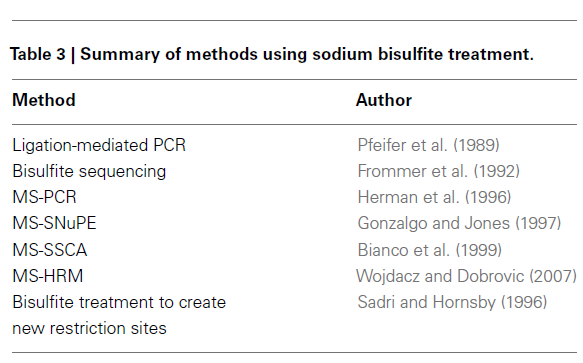 Table 3 | Summary of methods using sodium bisulfite treatment.
Method Author
Ligation-mediated PCR Pfeifer et al. (1989)
Bisulfite sequencing Frommer et al. (1992)
MS-PCR Herman et al. (1996)
MS-SNuPE Gonzalgo and Jones (1997)
MS-SSCA Bianco et al. (1999)
MS-HRM Wojdacz and Dobrovic (2007)
Bisulfite treatment to create Sadri and Hornsby (1996)
new restriction sites